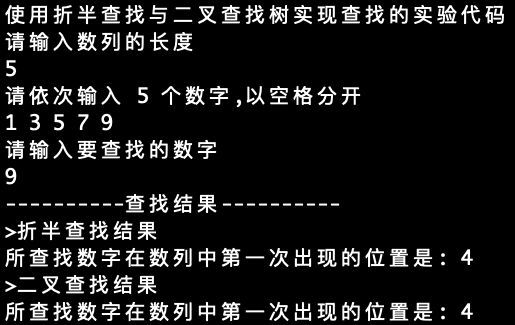 使用折半查找与二叉查找树实现查找的实验代码
请输入数列的长度
5
请依次输入 5 个数字,以空格分开
1 3 5 7 9
请输入要查找的数字
9
----------查找结果----------
>折半查找结果
所查找数字在数列中第一次出现的位置是: 4
>二叉查找结果
所查找数字在数列中第一次出现的位置是: 4